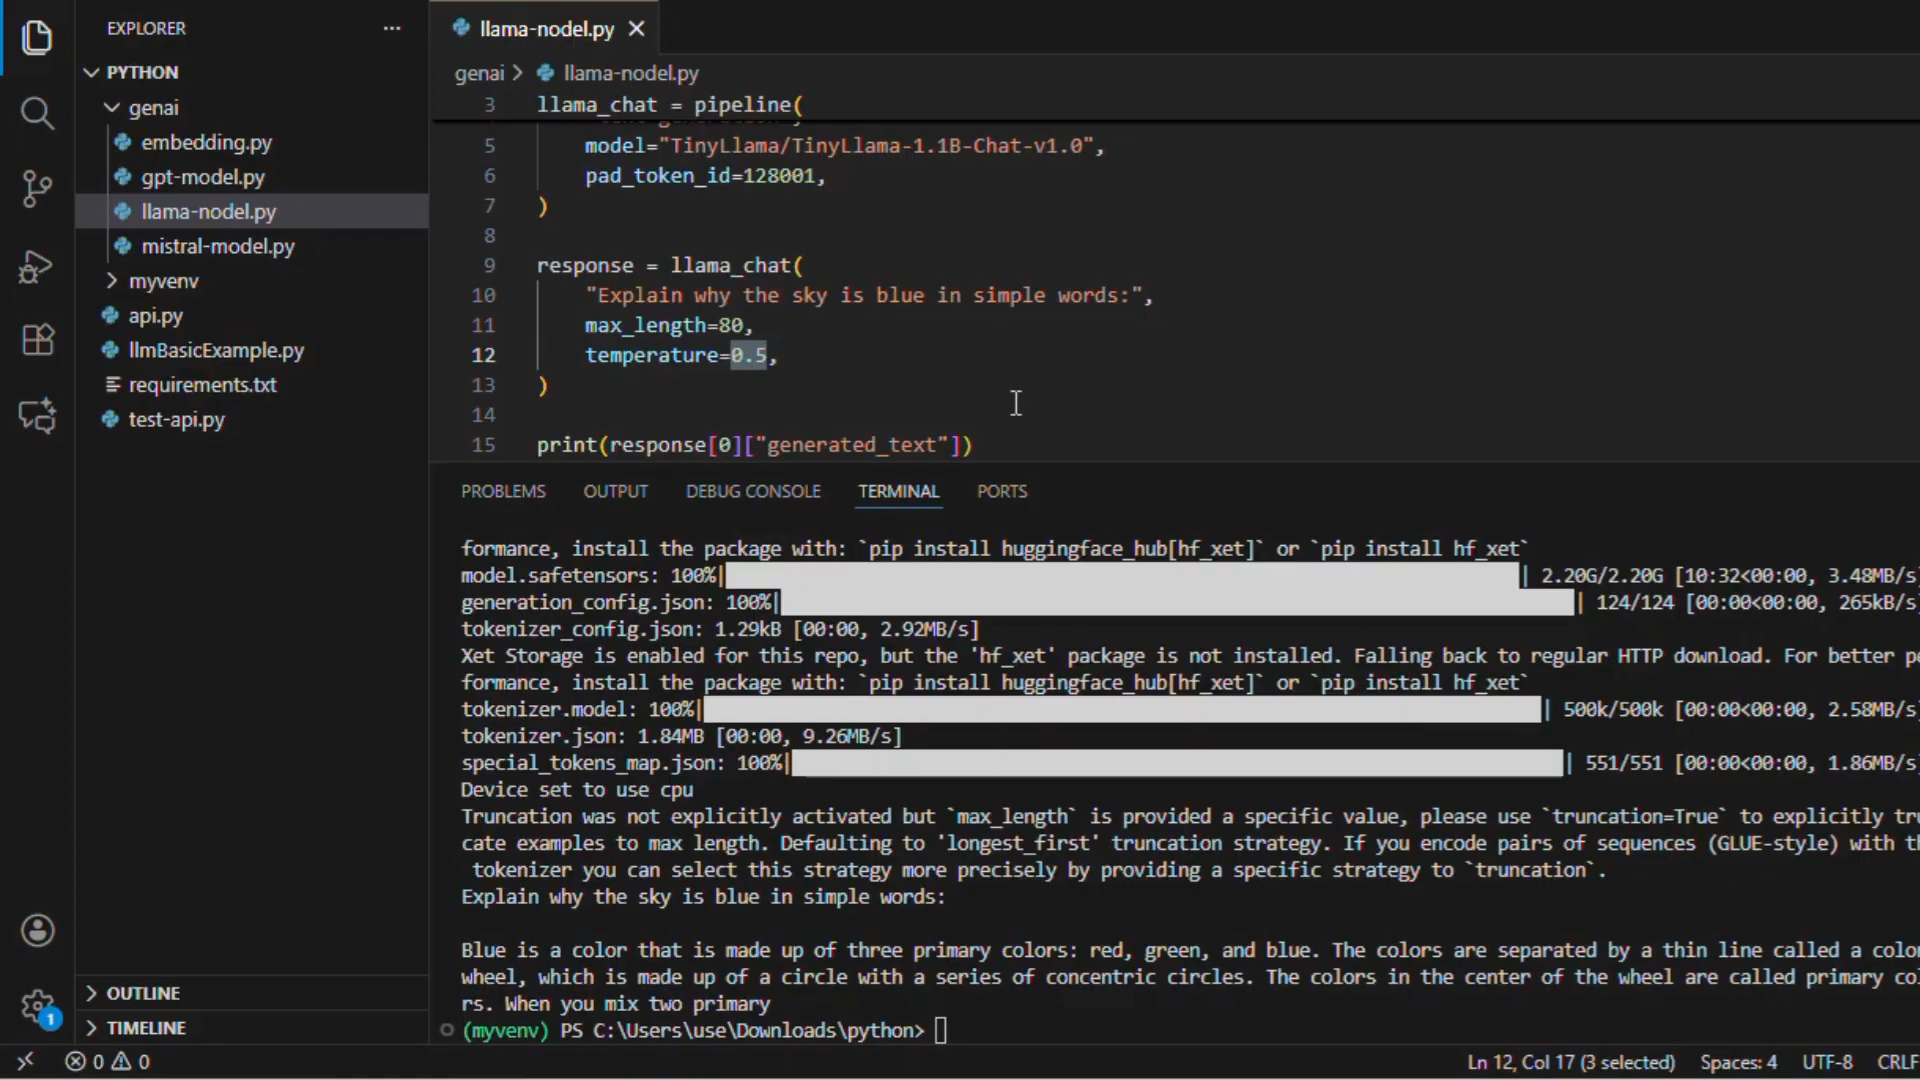 EXPLORER
PYTHON
genai
embedding.py
gpt-model.py
llama-nodel.py
mistral-model.py
myvenv
api.py
llmBasicExample.py
requirements.txt
test-api.py
OUTLINE
TIMELINE
1
llama-nodel.py
genai > llama-nodel.py
3 llama_chat = pipeline(
5 model="TinyLlama/TinyLlama-1.1B-Chat-v1.0",
6 pad_token_id=128001,
7 )
8
9 response = llama_chat(
10 "Explain why the sky is blue in simple words:",
11 max_length=80,
12 temperature=0.5,
13 )
14
15 print(response[0]["generated_text"])
PROBLEMS OUTPUT DEBUG CONSOLE TERMINAL PORTS
formance, install the package with: `pip install huggingface_hub[hf_xet]` or `pip install hf_xet`
model.safetensors: 100%| | 2.20G/2.20G [10:32<00:00, 3.48MB/s
generation_config.json: 100%| | 124/124 [00:00<00:00, 265kB/s
tokenizer_config.json: 1.29kB [00:00, 2.92MB/s]
Xet Storage is enabled for this repo, but the 'hf_xet' package is not installed. Falling back to regular HTTP download. For better pe
formance, install the package with: `pip install huggingface_hub[hf_xet]` or `pip install hf_xet`
tokenizer.model: 100%| | 500k/500k [00:00<00:00, 2.58MB/s
tokenizer.json: 1.84MB [00:00, 9.26MB/s]
special_tokens_map.json: 100%| | 551/551 [00:00<00:00, 1.86MB/s
Device set to use cpu
Truncation was not explicitly activated but `max_length` is provided a specific value, please use `truncation=True` to explicitly tru
cate examples to max length. Defaulting to 'longest_first' truncation strategy. If you encode pairs of sequences (GLUE-style) with th
tokenizer you can select this strategy more precisely by providing a specific strategy to `truncation`.
Explain why the sky is blue in simple words:
Blue is a color that is made up of three primary colors: red, green, and blue. The colors are separated by a thin line called a colo
wheel, which is made up of a circle with a series of concentric circles. The colors in the center of the wheel are called primary co
rs. When you mix two primary
(myvenv) PS C:\Users\use\Downloads\python>
0 0
Ln 12, Col 17 (3 selected) Spaces: 4 UTF-8 CRLF